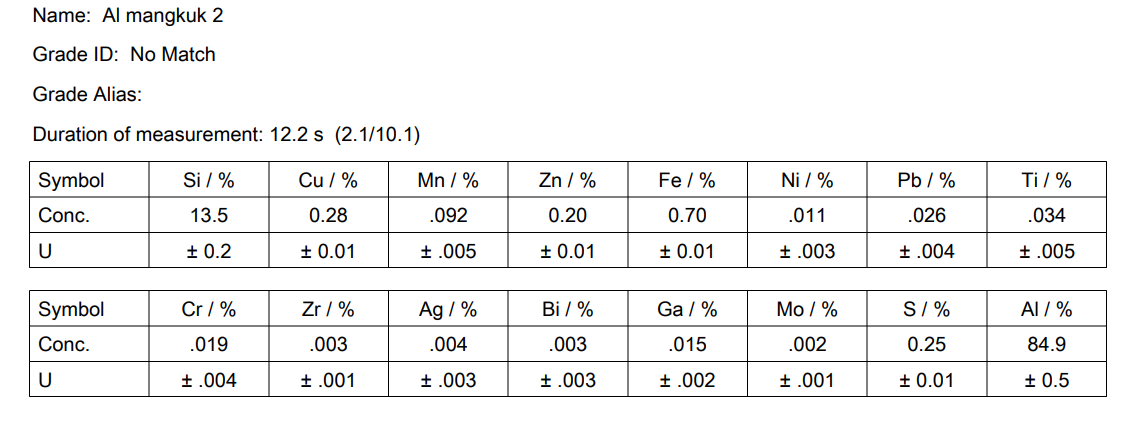 Name: Al mangkuk 2
Grade ID: No Match
Grade Alias:
Duration of measurement: 12.2 s (2.1/10.1)
Symbol Si / % Cu / % Mn / % Zn / % Fe / % Ni / % Pb / % Ti / %
Conc. 13.5 0.28 .092 0.20 0.70 .011 .026 .034
U ± 0.2 ± 0.01 ± .005 ± 0.01 ± 0.01 ± .003 ± .004 ± .005
Symbol Cr / % Zr / % Ag / % Bi / % Ga / % Mo / % S / % Al / %
Conc. .019 .003 .004 .003 .015 .002 0.25 84.9
U ± .004 ± .001 ± .003 ± .003 ± .002 ± .001 ± 0.01 ± 0.5